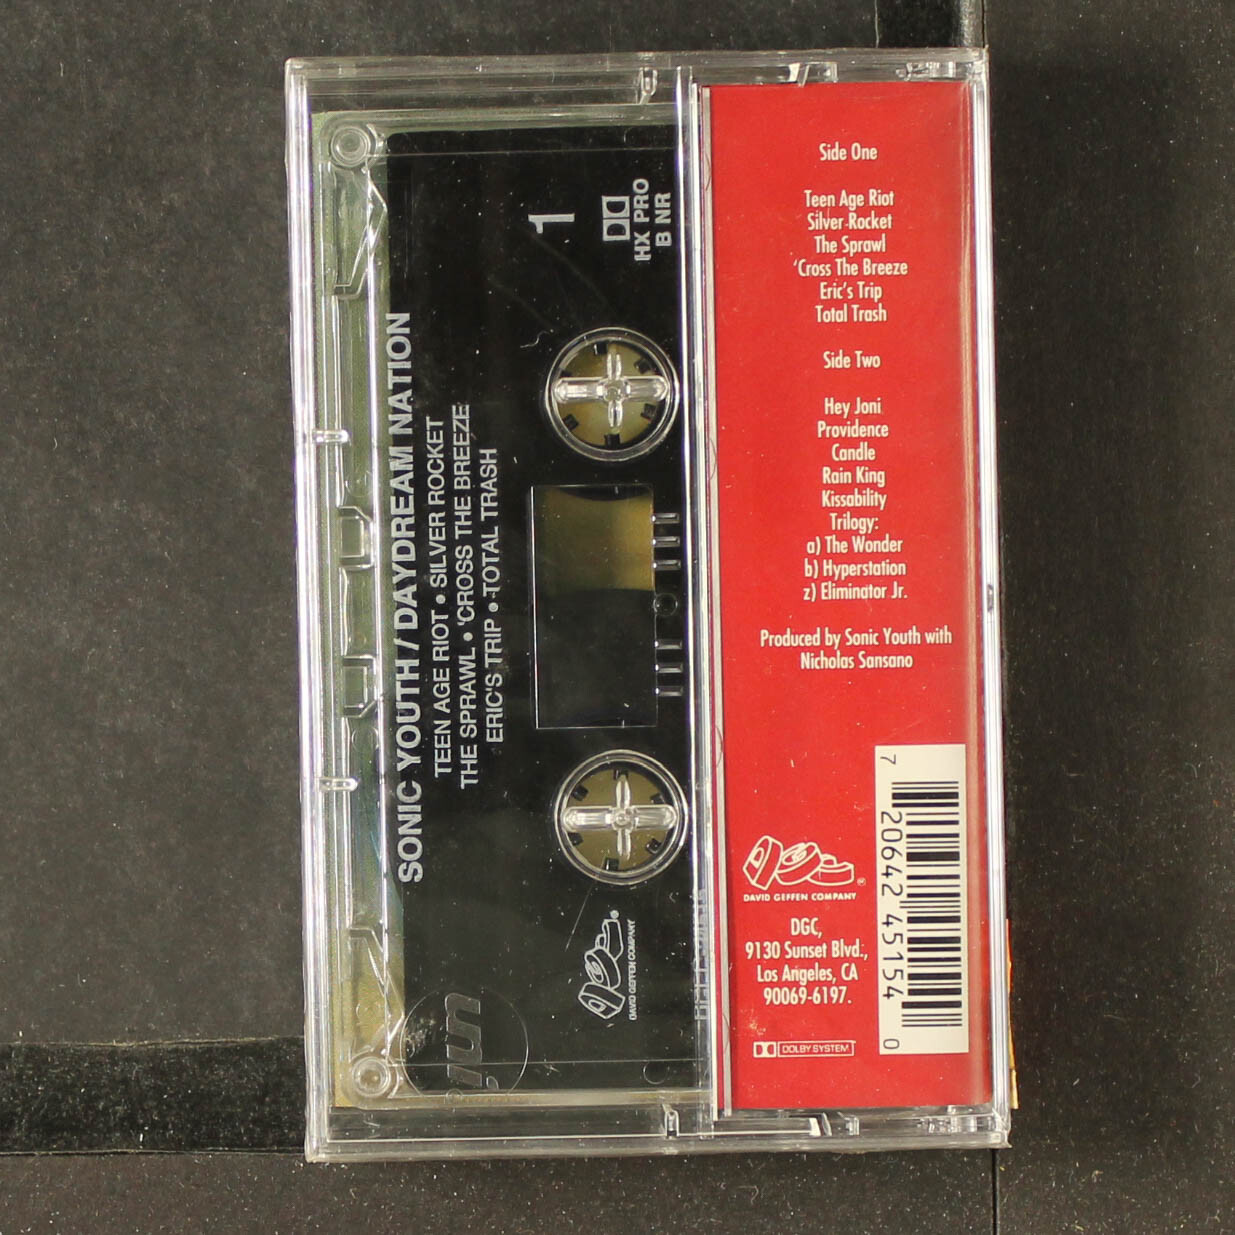 SONIC YOUTH / DAYDREAM NATION
TEEN AGE RIOT • SILVER ROCKET
THE SPRAWL • 'CROSS THE BREEZE
ERIC'S TRIP • TOTAL TRASH
1
HX PRO
B NR
DAVID GEFFEN COMPANY
Side One
Teen Age Riot
Silver Rocket
The Sprawl
'Cross The Breeze
Eric's Trip
Total Trash
Side Two
Hey Joni
Providence
Candle
Rain King
Kissability
Trilogy:
a) The Wonder
b) Hyperstation
z) Eliminator Jr.
Produced by Sonic Youth with
Nicholas Sansano
DAVID GEFFEN COMPANY
DGC,
9130 Sunset Blvd.,
Los Angeles, CA
90069-6197.
DOLBY SYSTEM
7 20642 45154 0